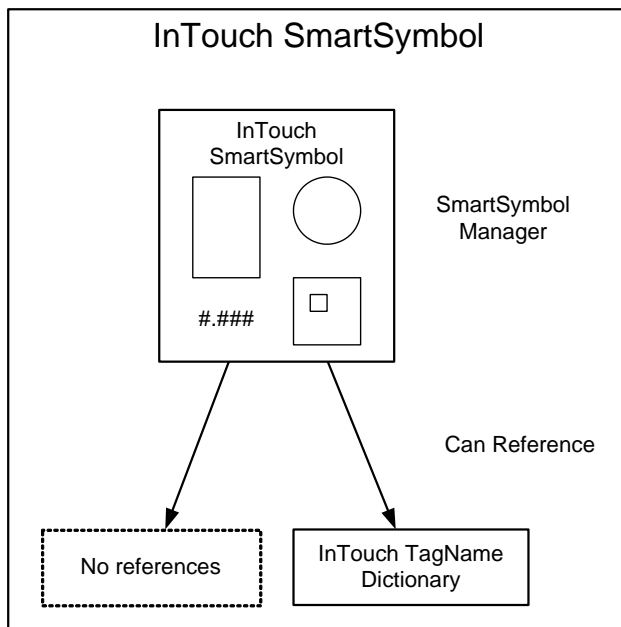 InTouch SmartSymbol
InTouch
SmartSymbol
SmartSymbol
Manager
#.###
Can Reference
No references
InTouch TagName
Dictionary